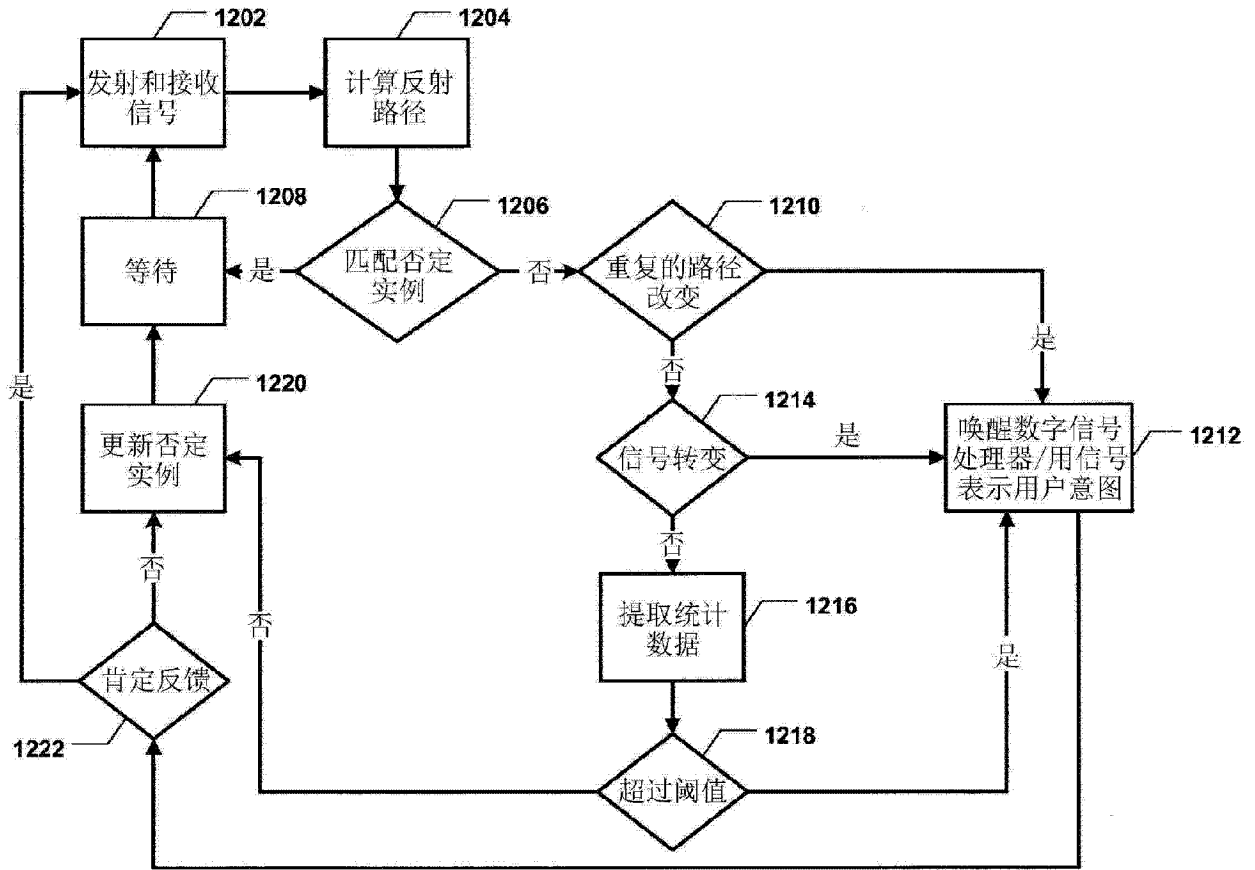 1202
发射和接收
信号
1204
计算反射
路径
1208
等待
是
1206
匹配否定
实例
否
1210
重复的路径
改变
是
是
否
1220
更新否定
实例
1214
信号转变
是
1212
唤醒数字信号
处理器/用信号
表示用户意图
否
否
否
1216
提取统计
数据
是
肯定反馈
1222
1218
超过阈值